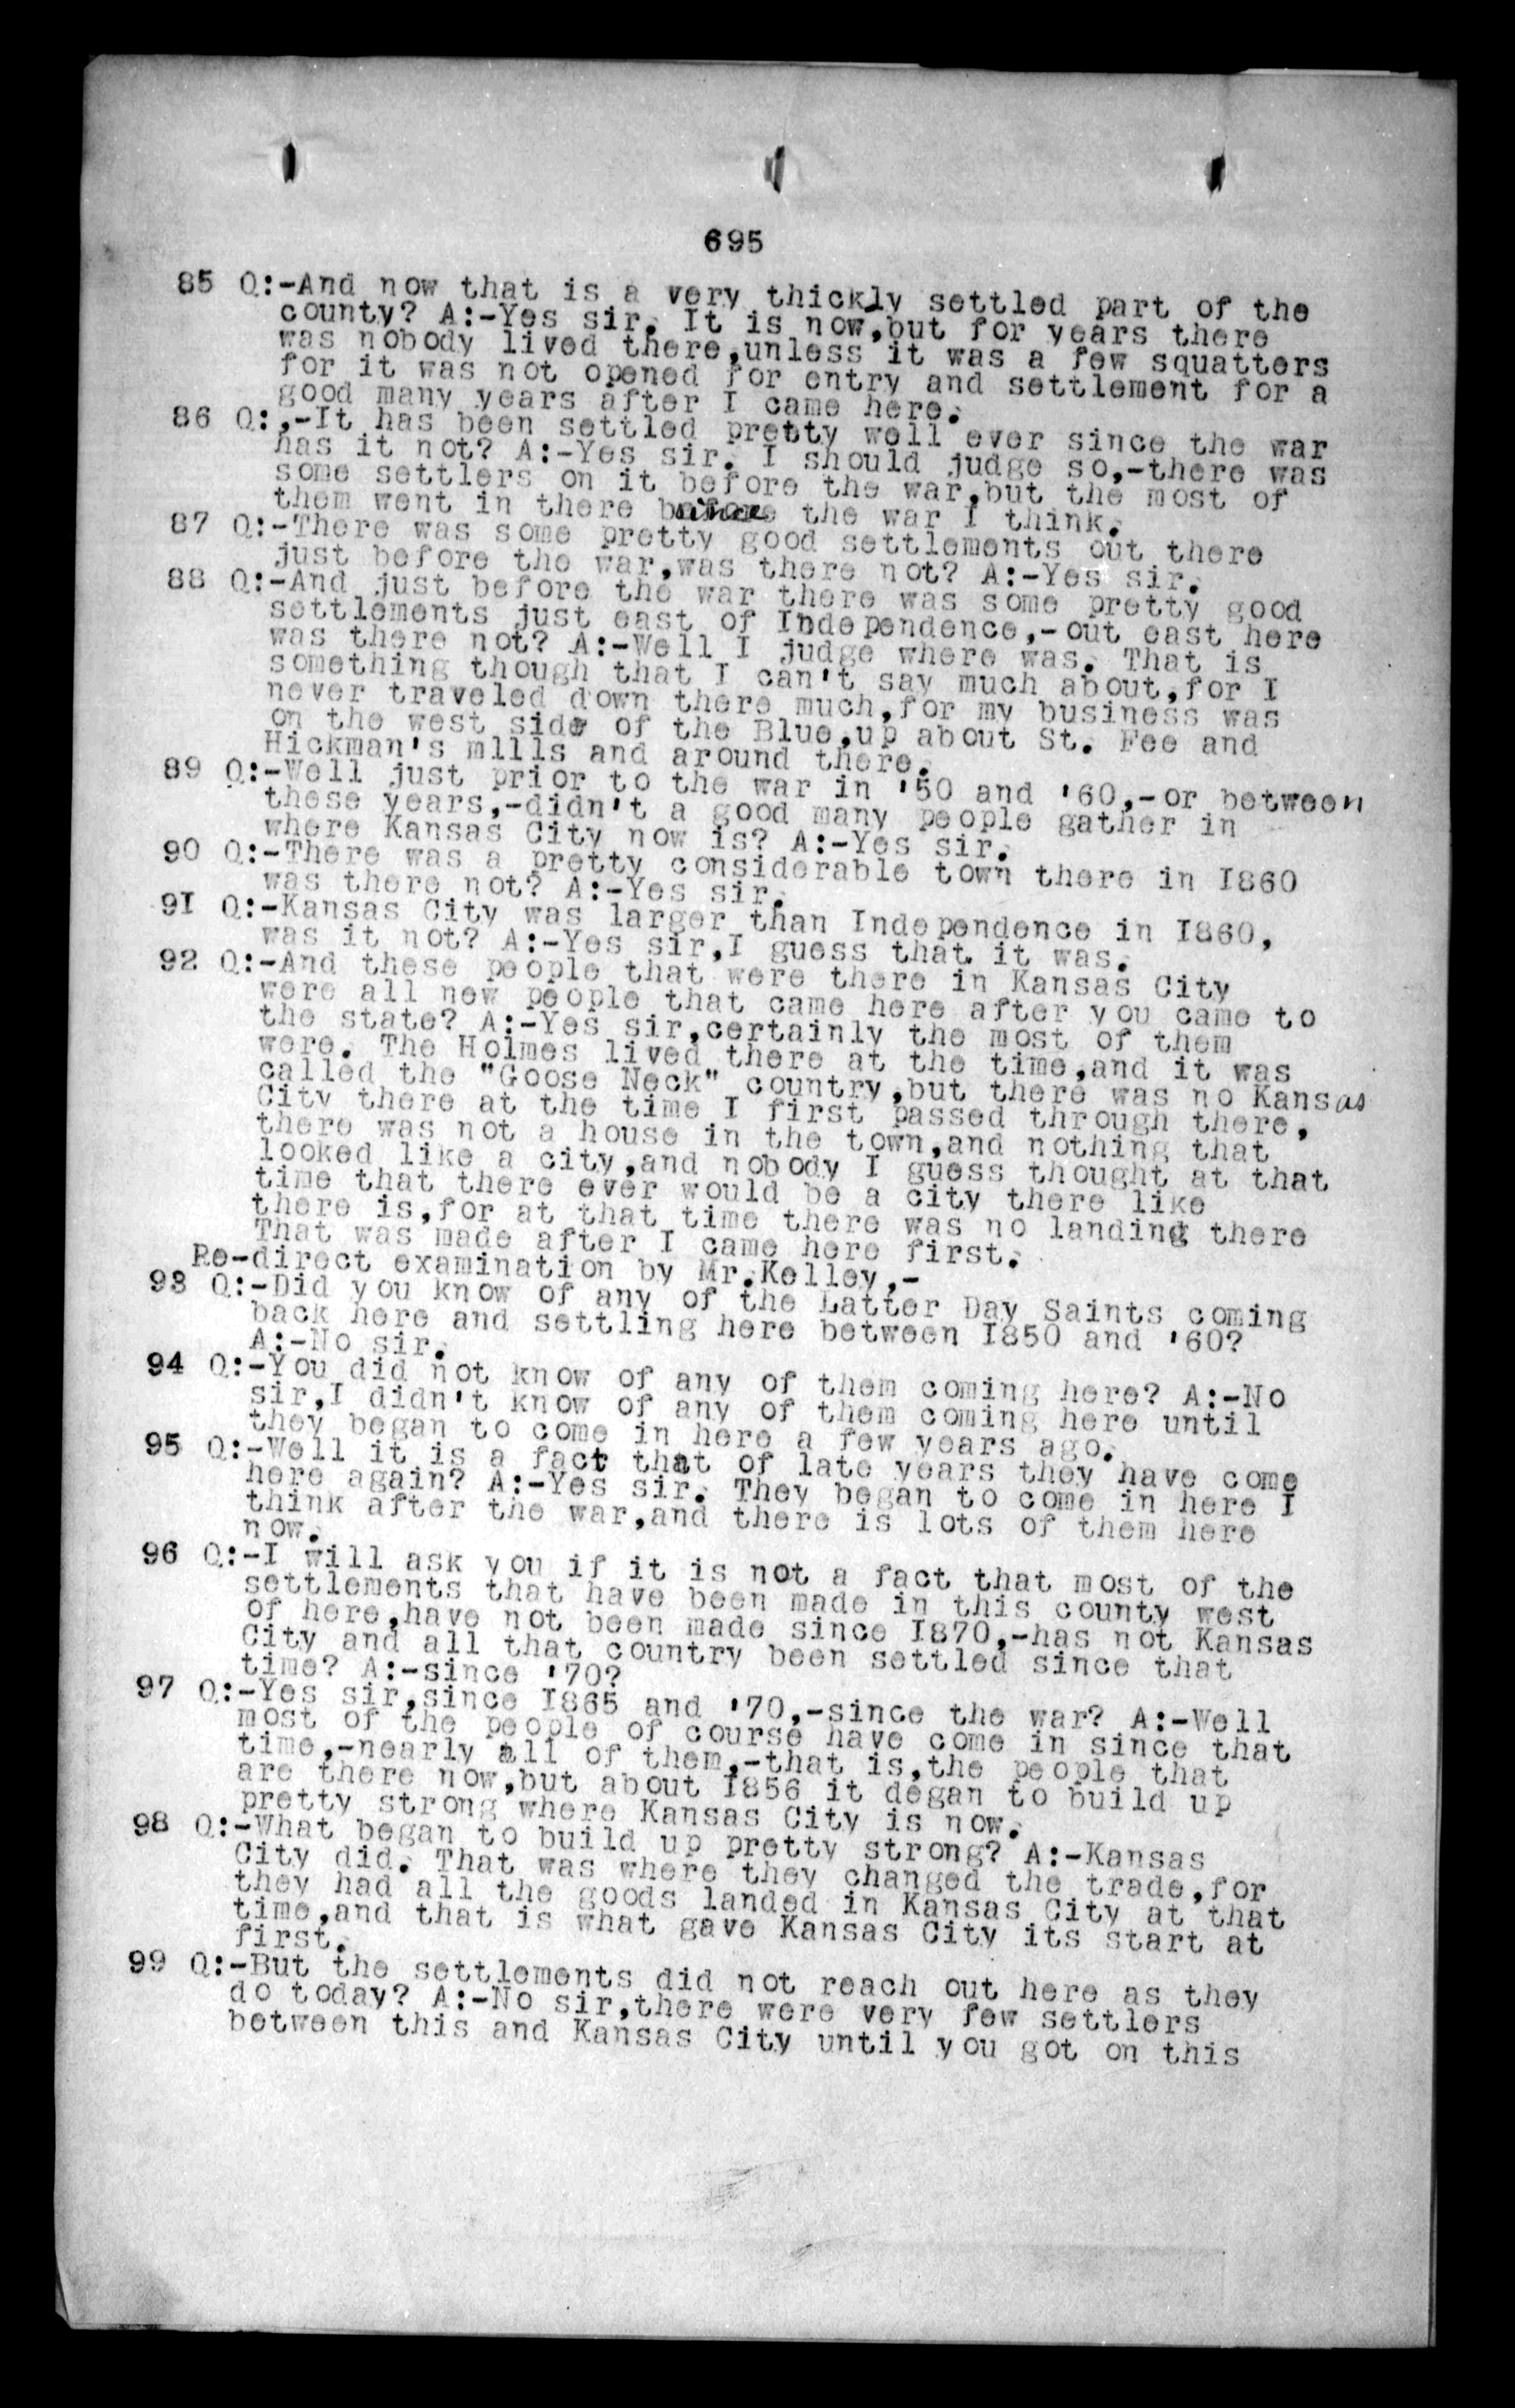 695
85 Q:-And now that is a very thickly settled part of the
county? A:-Yes sir. It is now,but for years there
was nobody lived there,unless it was a few squatters
for it was not opened for entry and settlement for a
good many years after I came here.
86 Q:,-It has been settled pretty well ever since the war
has it not? A:-Yes sir. I should judge so,-there was
some settlers on it before the war,but the most of
them went in there since the war I think.
87 Q:-There was some pretty good settlements out there
just before the war,was there not? A:-Yes sir.
88 Q:-And just before the war there was some pretty good
settlements just east of Independence,-out east here
was there not? A:-Well I judge where was. That is
something though that I can't say much about,for I
never traveled down there much,for my business was
on the west side of the Blue,up about St. Fee and
Hickman's mills and around there.
89 Q:-Well just prior to the war in '50 and '60,-or between
these years,-didn't a good many people gather in
where Kansas City now is? A:-Yes sir.
90 Q:-There was a pretty considerable town there in I860
was there not? A:-Yes sir.
9I Q:-Kansas City was larger than Independence in I860,
was it not? A:-Yes sir,I guess that it was.
92 Q:-And these people that were there in Kansas City
were all new people that came here after you came to
the state? A:-Yes sir,certainly the most of them
were. The Holmes lived there at the time,and it was
called the "Goose Neck" country,but there was no Kansas
City there at the time I first passed through there,
there was not a house in the town,and nothing that
looked like a city,and nobody I guess thought at that
time that there ever would be a city there like
there is,for at that time there was no landing there
That was made after I came here first.
Re-direct examination by Mr.Kelley,-
93 Q:-Did you know of any of the Latter Day Saints coming
back here and settling here between I850 and '60?
A:-No sir.
94 Q:-You did not know of any of them coming here? A:-No
sir,I didn't know of any of them coming here until
they began to come in here a few years ago.
95 Q:-Well it is a fact that of late years they have come
here again? A:-Yes sir. They began to come in here I
think after the war,and there is lots of them here
now.
96 Q:-I will ask you if it is not a fact that most of the
settlements that have been made in this county west
of here,have not been made since I870,-has not Kansas
City and all that country been settled since that
time? A:-since '70?
97 Q:-Yes sir,since I865 and '70,-since the war? A:-Well
most of the people of course have come in since that
time,-nearly all of them,-that is,the people that
are there now,but about I856 it degan to build up
pretty strong where Kansas City is now.
98 Q:-What began to build up pretty strong? A:-Kansas
City did. That was where they changed the trade,for
they had all the goods landed in Kansas City at that
time,and that is what gave Kansas City its start at
first.
99 Q:-But the settlements did not reach out here as they
do today? A:-No sir,there were very few settlers
between this and Kansas City until you got on this